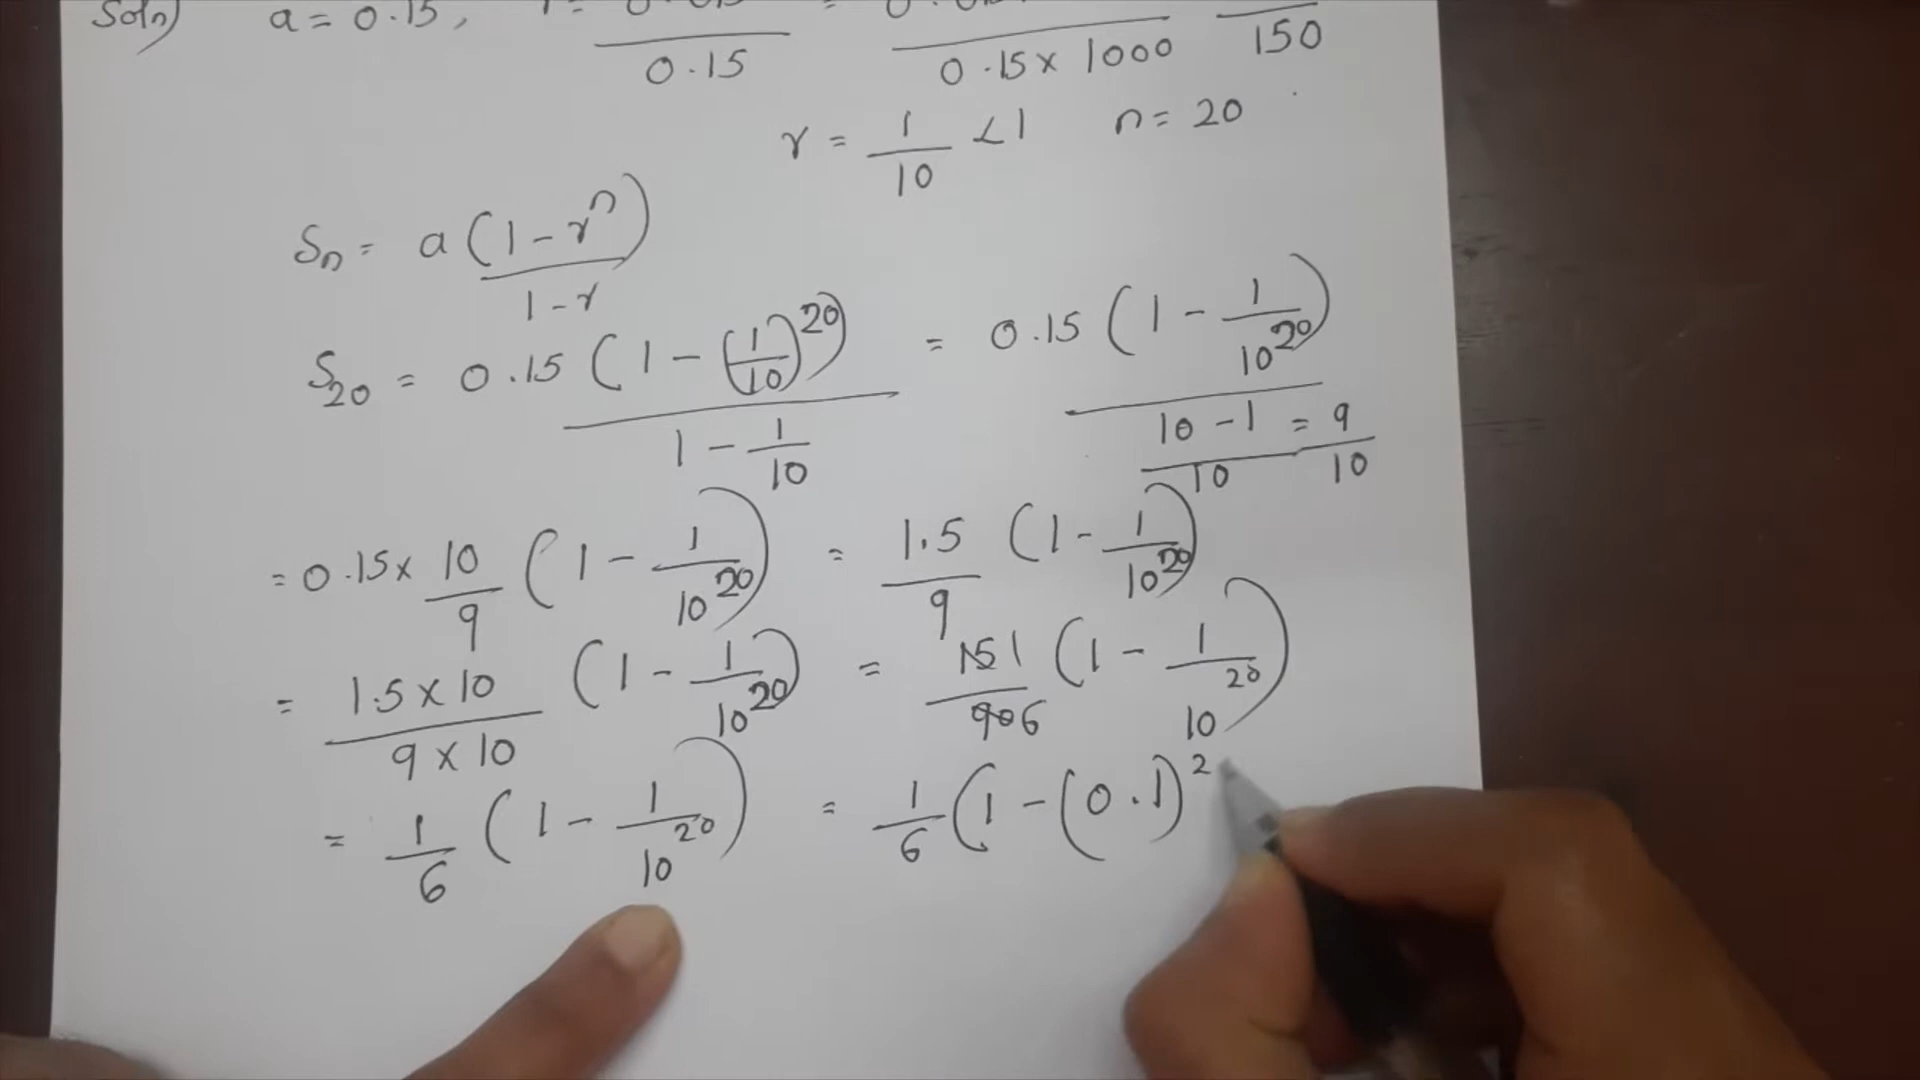 Soln) a = 0.15,
0.15 0.15 x 1000 150
r = 1/10 < 1 n = 20
Sn = a(1 - r^n)/(1 - r)
S20 = 0.15 (1 - (1/10)^20)/(1 - 1/10) = 0.15 (1 - 1/10^20)/((10 - 1)/10 = 9/10)
= 0.15 x 10/9 (1 - 1/10^20) = 1.5/9 (1 - 1/10^20)
= 1.5 x 10/9 x 10 (1 - 1/10^20) = 15 1/90 6 (1 - 1/10^20)
= 1/6 (1 - 1/10^20) = 1/6 (1 - (0.1)^2